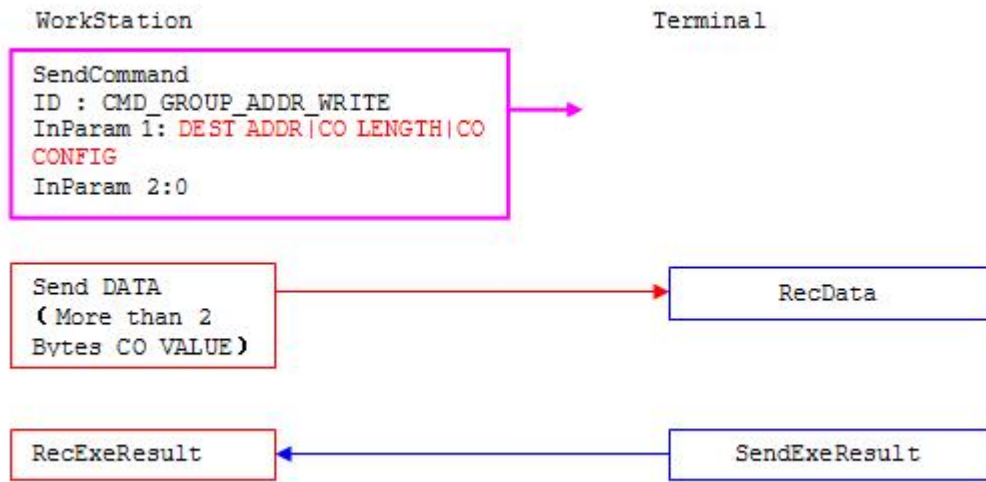 WorkStation
Terminal
SendCommand
ID : CMD_GROUP_ADDR_WRITE
InParam 1: DEST ADDR|CO LENGTH|CO
CONFIG
InParam 2:0
Send DATA
(More than 2
Bytes CO VALUE)
RecData
RecExeResult
SendExeResult